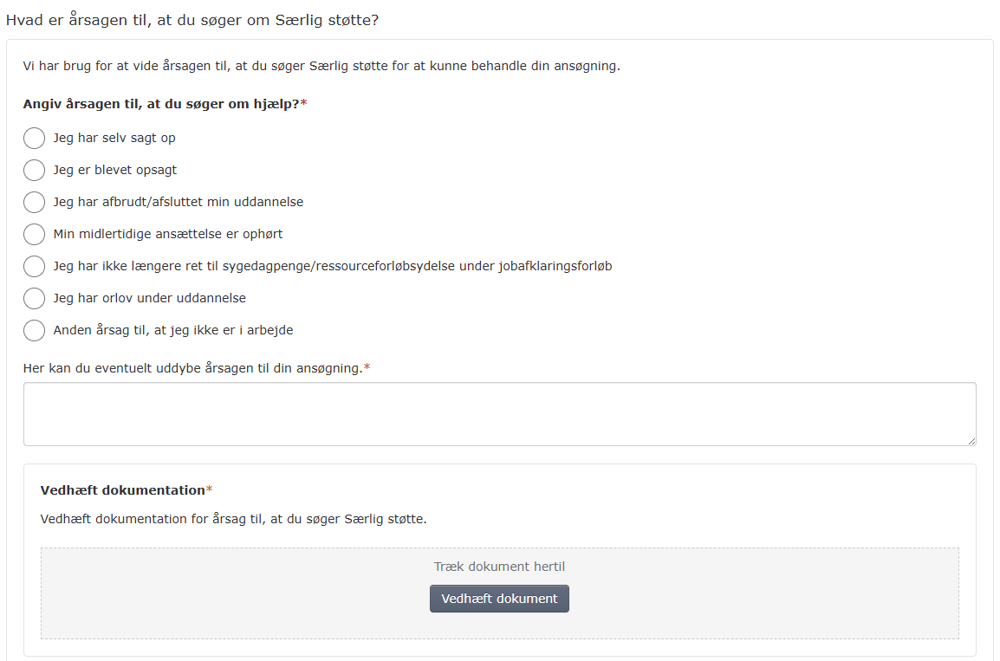 Hvad er årsagen til, at du søger om Særlig støtte?
Vi har brug for at vide årsagen til, at du søger Særlig støtte for at kunne behandle din ansøgning.
Angiv årsagen til, at du søger om hjælp?*
Jeg har selv sagt op
Jeg er blevet opsagt
Jeg har afbrudt/afsluttet min uddannelse
Min midlertidige ansættelse er ophørt
Jeg har ikke længere ret til sygedagpenge/ressourceforløbsydelse under jobafklaringsforløb
Jeg har orlov under uddannelse
Anden årsag til, at jeg ikke er i arbejde
Her kan du eventuelt uddybe årsagen til din ansøgning.*
Vedhæft dokumentation*
Vedhæft dokumentation for årsag til, at du søger Særlig støtte.
Træk dokument hertil
Vedhæft dokument